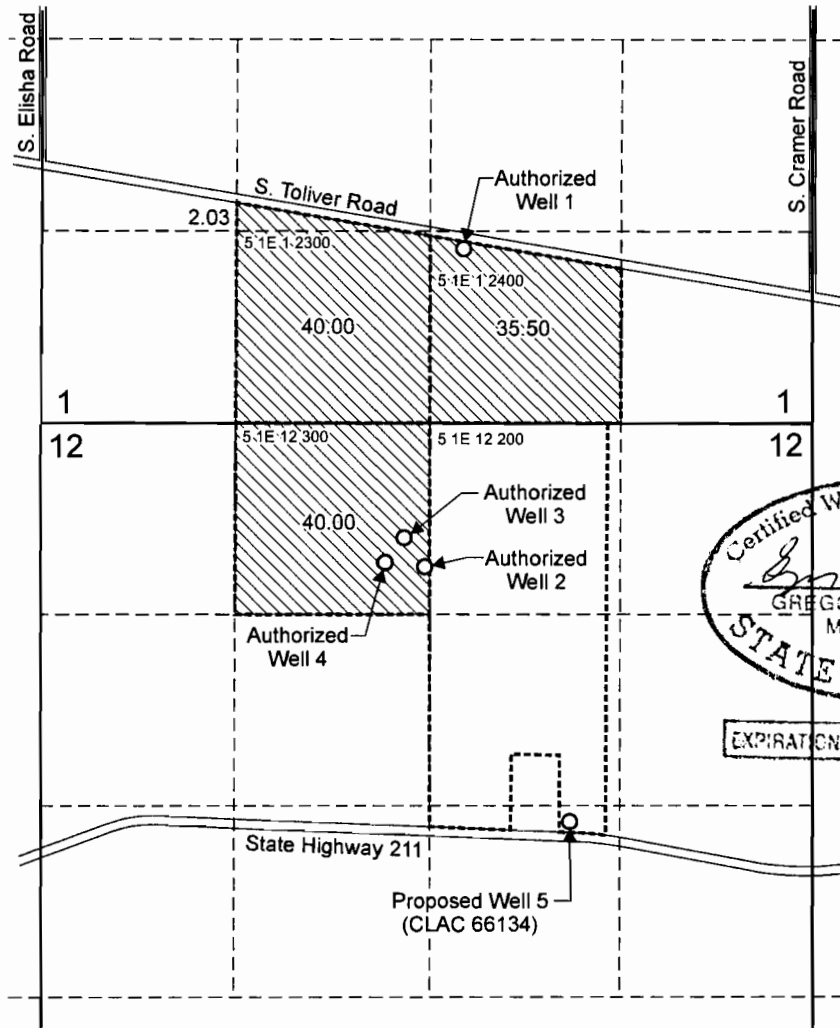 S. Elisha Road
S. Cramer Road
S. Toliver Road
Authorized
Well 1
2.03
5 1E 1 2300
5 1E 1 2400
40.00
35.50
1
1
12
12
5 1E 12 300
5 1E 12 200
40.00
Authorized
Well 3
Authorized
Well 2
Authorized
Well 4
Certified W
GREG
M
STATE
EXPIRATION
State Highway 211
Proposed Well 5
(CLAC 66134)